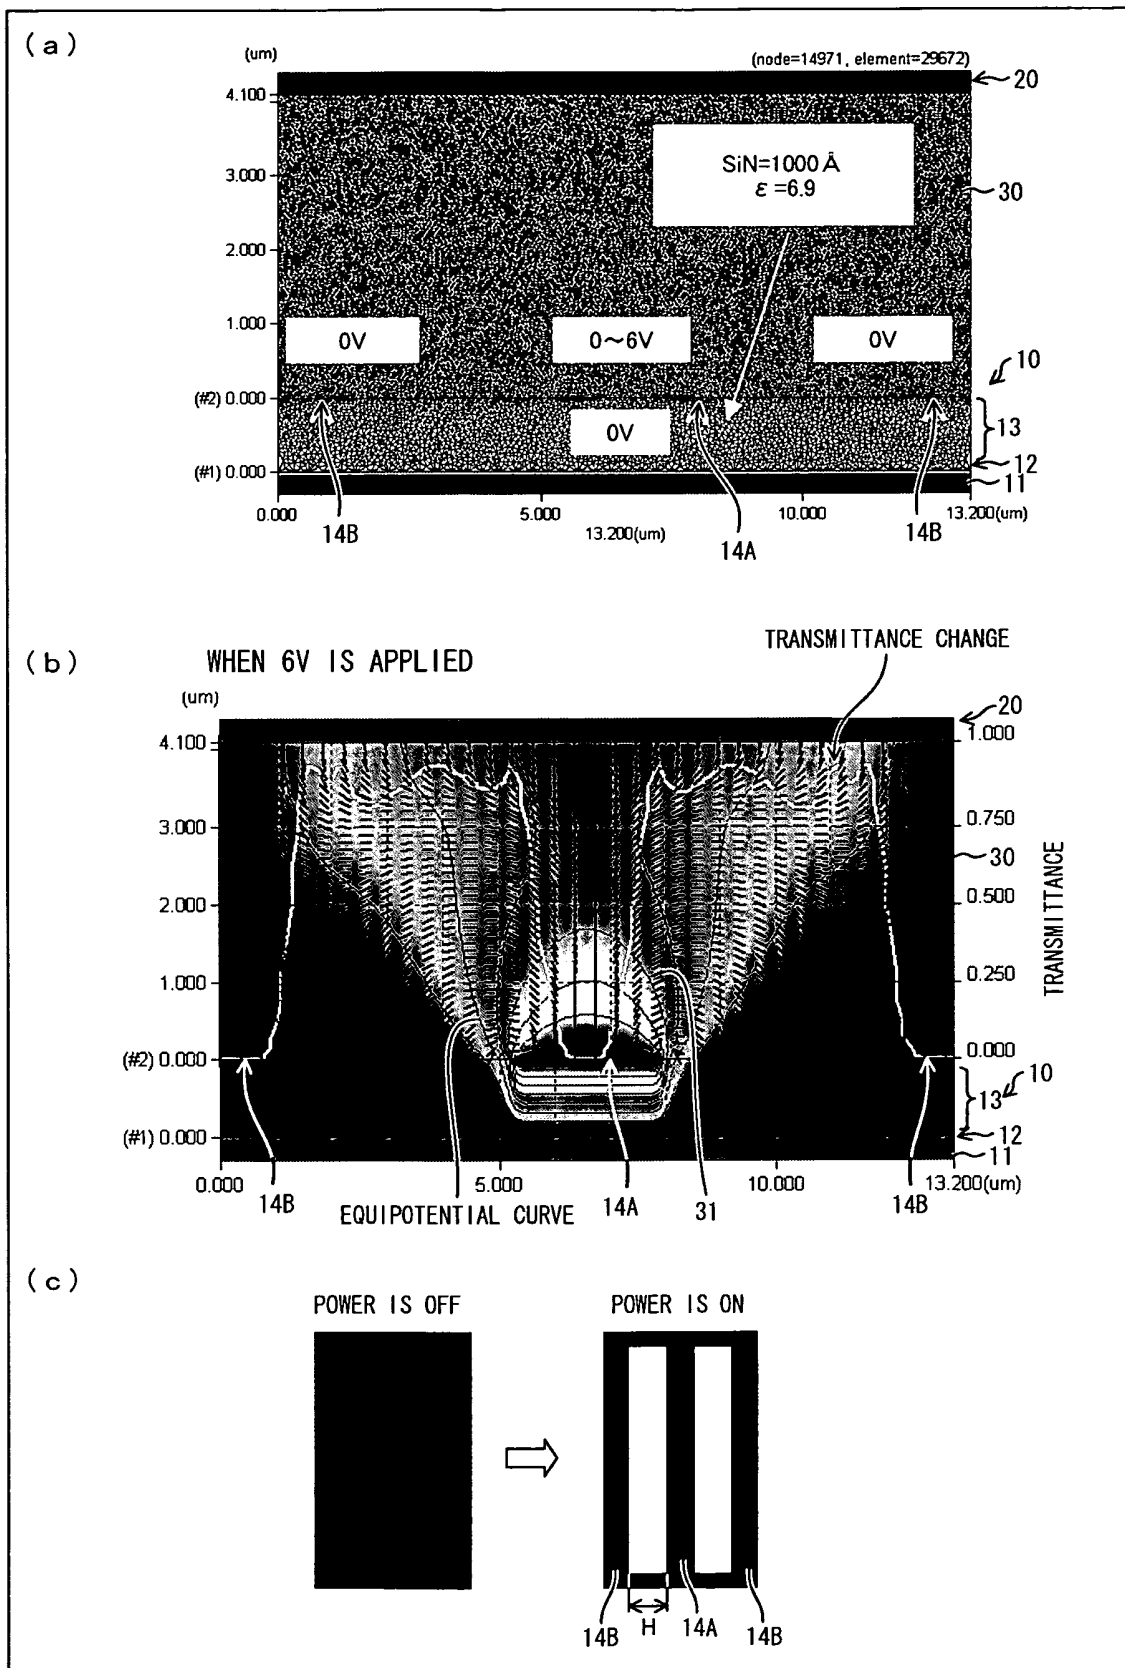 (a)
(um)
(node=14971, element=29672)
20
4.100
SiN=1000Å
ε=6.9
3.000
30
2.000
1.000
0V
0~6V
0V
10
(#2) 0.000
13
0V
12
(#1) 0.000
11
0.000
5.000
10.000
13.200
14B
13.200(um)
14A
14B
(um)
(b)
WHEN 6V IS APPLIED
TRANSMITTANCE CHANGE
(um)
20
4.100
1.000
3.000
0.750
30
2.000
0.500
TRANSMITTANCE
1.000
0.250
(#2) 0.000
0.000
13
10
(#1) 0.000
12
11
0.000
5.000
10.000
13.200(um)
14B
EQUIPOTENTIAL CURVE
14A
31
14B
(c)
POWER IS OFF
POWER IS ON
14B
H
14A
14B